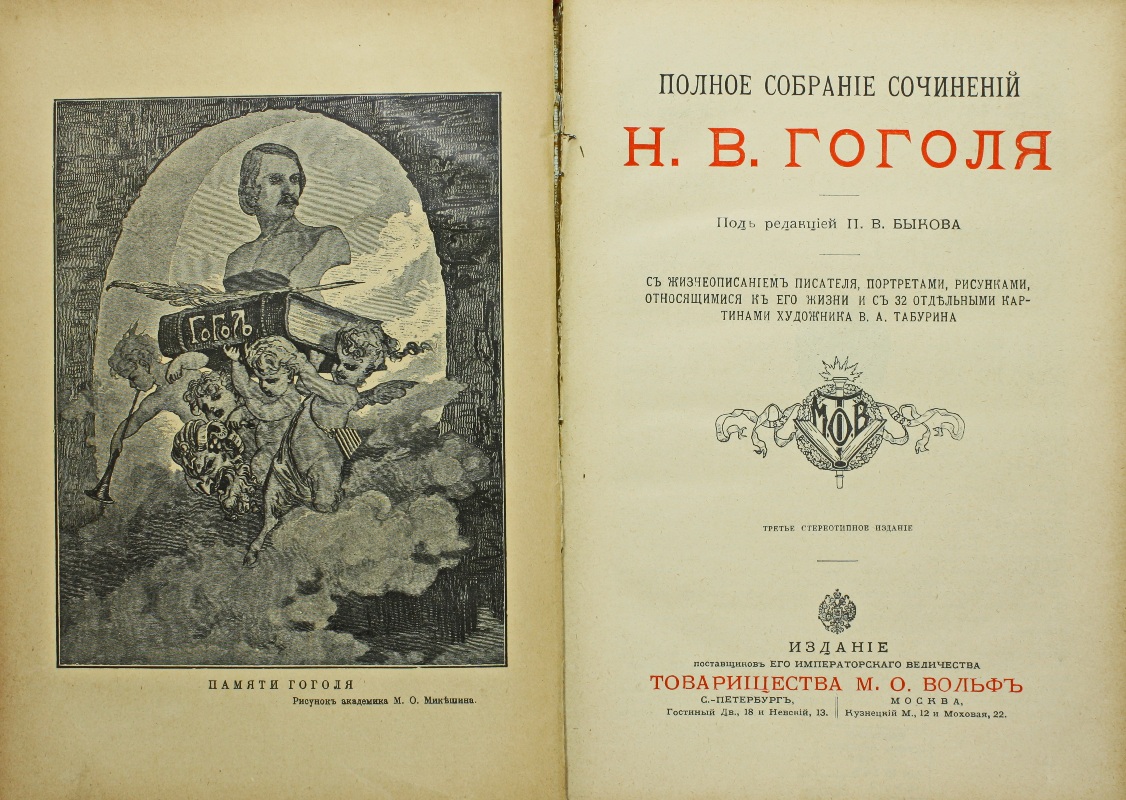 ГОГОЛЬ
ПАМЯТИ ГОГОЛЯ
Рисунокъ академика М. О. Микѣшина.
ПОЛНОЕ СОБРАНІЕ СОЧИНЕНІЙ
Н. В. ГОГОЛЯ
Подъ редакціей П. В. БЫКОВА
СЪ ЖИЗНЕОПИСАНІЕМЪ ПИСАТЕЛЯ, ПОРТРЕТАМИ, РИСУНКАМИ,
ОТНОСЯЩИМИСЯ КЪ ЕГО ЖИЗНИ И СЪ 32 ОТДѢЛЬНЫМИ КАР-
ТИНАМИ ХУДОЖНИКА В. А. ТАБУРИНА
М.О.В
ТРЕТЬЕ СТЕРЕОТИПНОЕ ИЗДАНІЕ
ИЗДАНІЕ
поставщиковъ ЕГО ИМПЕРАТОРСКАГО ВЕЛИЧЕСТВА
ТОВАРИЩЕСТВА М. О. ВОЛЬФЪ
С.-ПЕТЕРБУРГЪ,
Гостиный Дв., 18 и Невскій, 13.
МОСКВА,
Кузнецкій М., 12 и Моховая, 22.